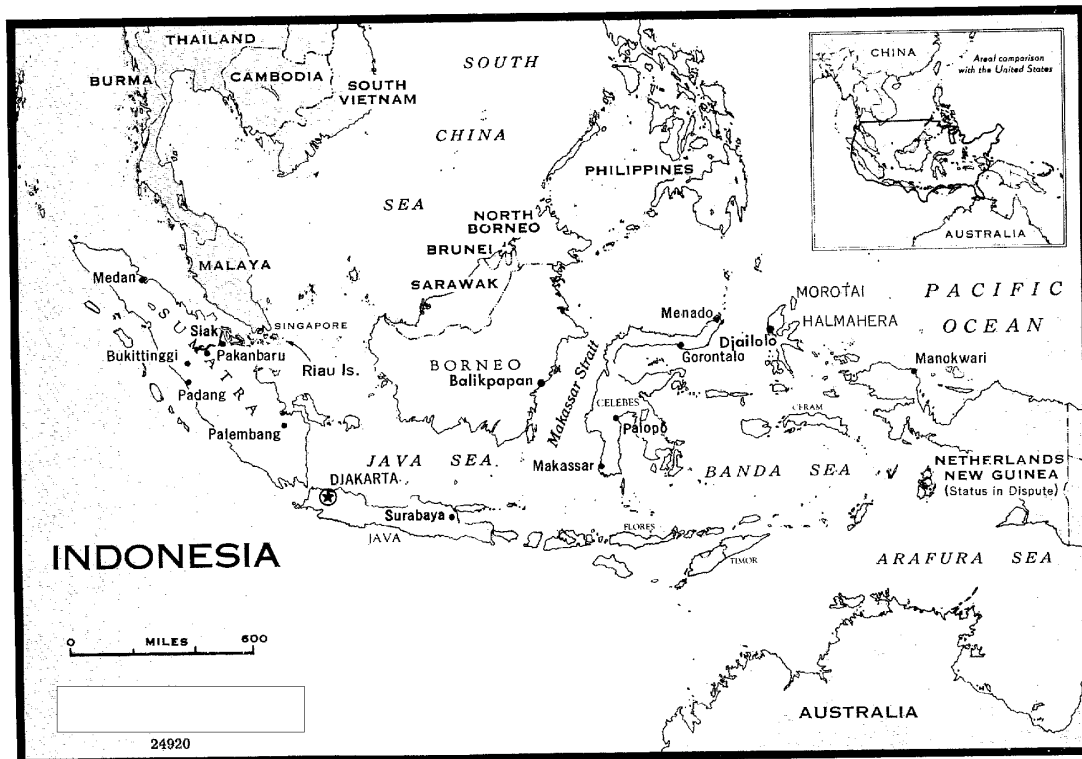 THAILAND
BURMA
CAMBODIA
SOUTH
VIETNAM
SOUTH
CHINA
SEA
PHILIPPINES
CHINA
Areal comparison
with the United States
AUSTRALIA
NORTH
BORNEO
BRUNEI
SARAWAK
MALAYA
Medan
SUMATRA
SINGAPORE
Siak
Bukittinggi
Pakanbaru
Riau Is.
Padang
Palembang
BORNEO
Balikpapan
Makassar Strait
Menado
Gorontalo
Djailolo
MOROTAI
HALMAHERA
PACIFIC
OCEAN
Manokwari
CELEBES
Palopo
CERAM
Makassar
JAVA SEA
BANDA SEA
NETHERLANDS
NEW GUINEA
(Status in Dispute)
DJAKARTA
Surabaya
JAVA
FLORES
TIMOR
ARAFURA SEA
INDONESIA
0 MILES 600
AUSTRALIA
24920